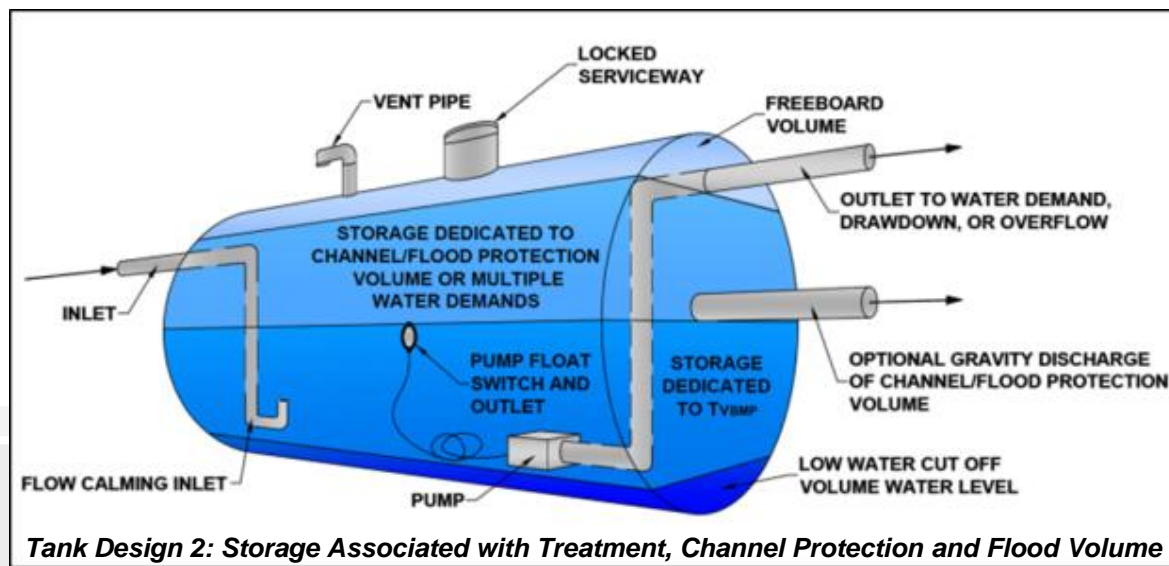 LOCKED
SERVICEWAY
VENT PIPE
FREEBOARD
VOLUME
OUTLET TO WATER DEMAND,
DRAWDOWN, OR OVERFLOW
STORAGE DEDICATED TO
CHANNEL/FLOOD PROTECTION
VOLUME OR MULTIPLE
WATER DEMANDS
INLET
PUMP FLOAT
SWITCH AND
OUTLET
STORAGE
DEDICATED
TO TVBMP
OPTIONAL GRAVITY DISCHARGE
OF CHANNEL/FLOOD PROTECTION
VOLUME
FLOW CALMING INLET
PUMP
LOW WATER CUT OFF
VOLUME WATER LEVEL
Tank Design 2: Storage Associated with Treatment, Channel Protection and Flood Volume